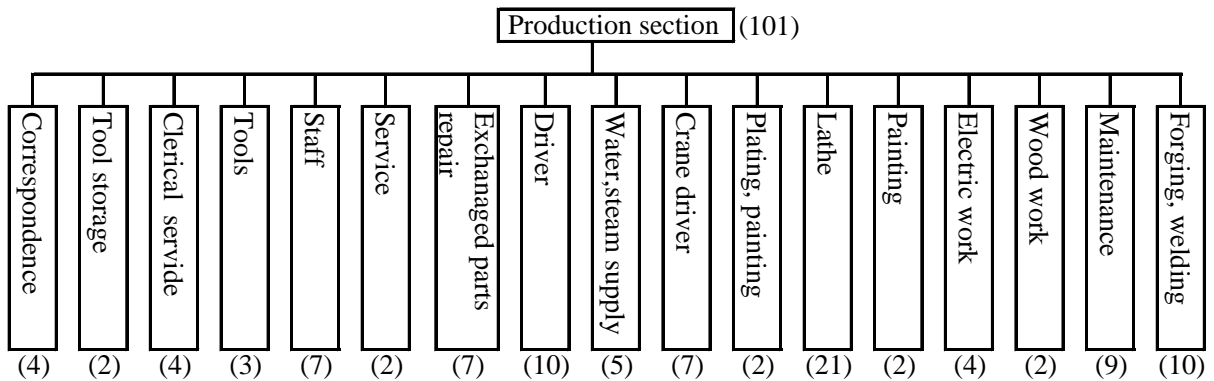 Production section (101)
Correspondence
Tool storage
Clerical servide
Tools
Staff
Service
Exchanaged parts
repair
Driver
Water,steam supply
Crane driver
Plating, painting
Lathe
Painting
Electric work
Wood work
Maintenance
Forging, welding
(4) (2) (4) (3) (7) (2) (7) (10) (5) (7) (2) (21) (2) (4) (2) (9) (10)